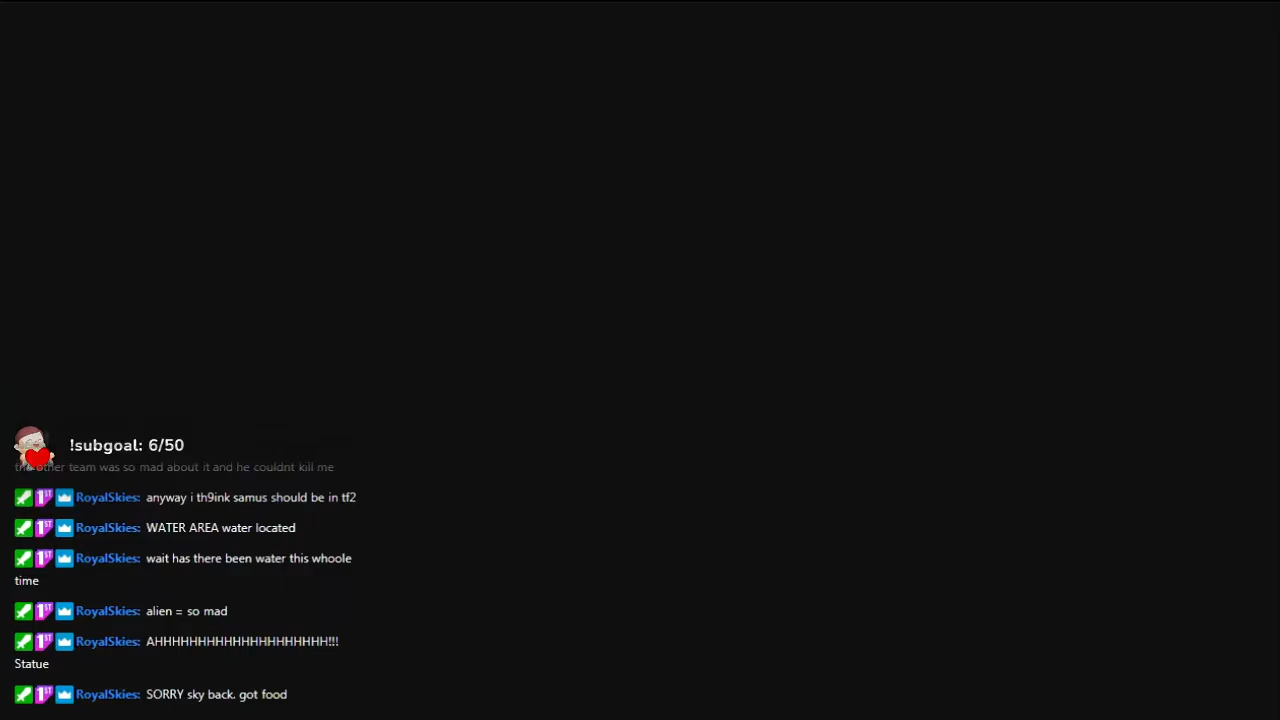 !subgoal: 6/50
the other team was so mad about it and he couldnt kill me
RoyalSkies: anyway i th9ink samus should be in tf2
RoyalSkies: WATER AREA water located
RoyalSkies: wait has there been water this whoole
time
RoyalSkies: alien = so mad
RoyalSkies: AHHHHHHHHHHHHHHHHHHHH!!!
Statue
RoyalSkies: SORRY sky back. got food